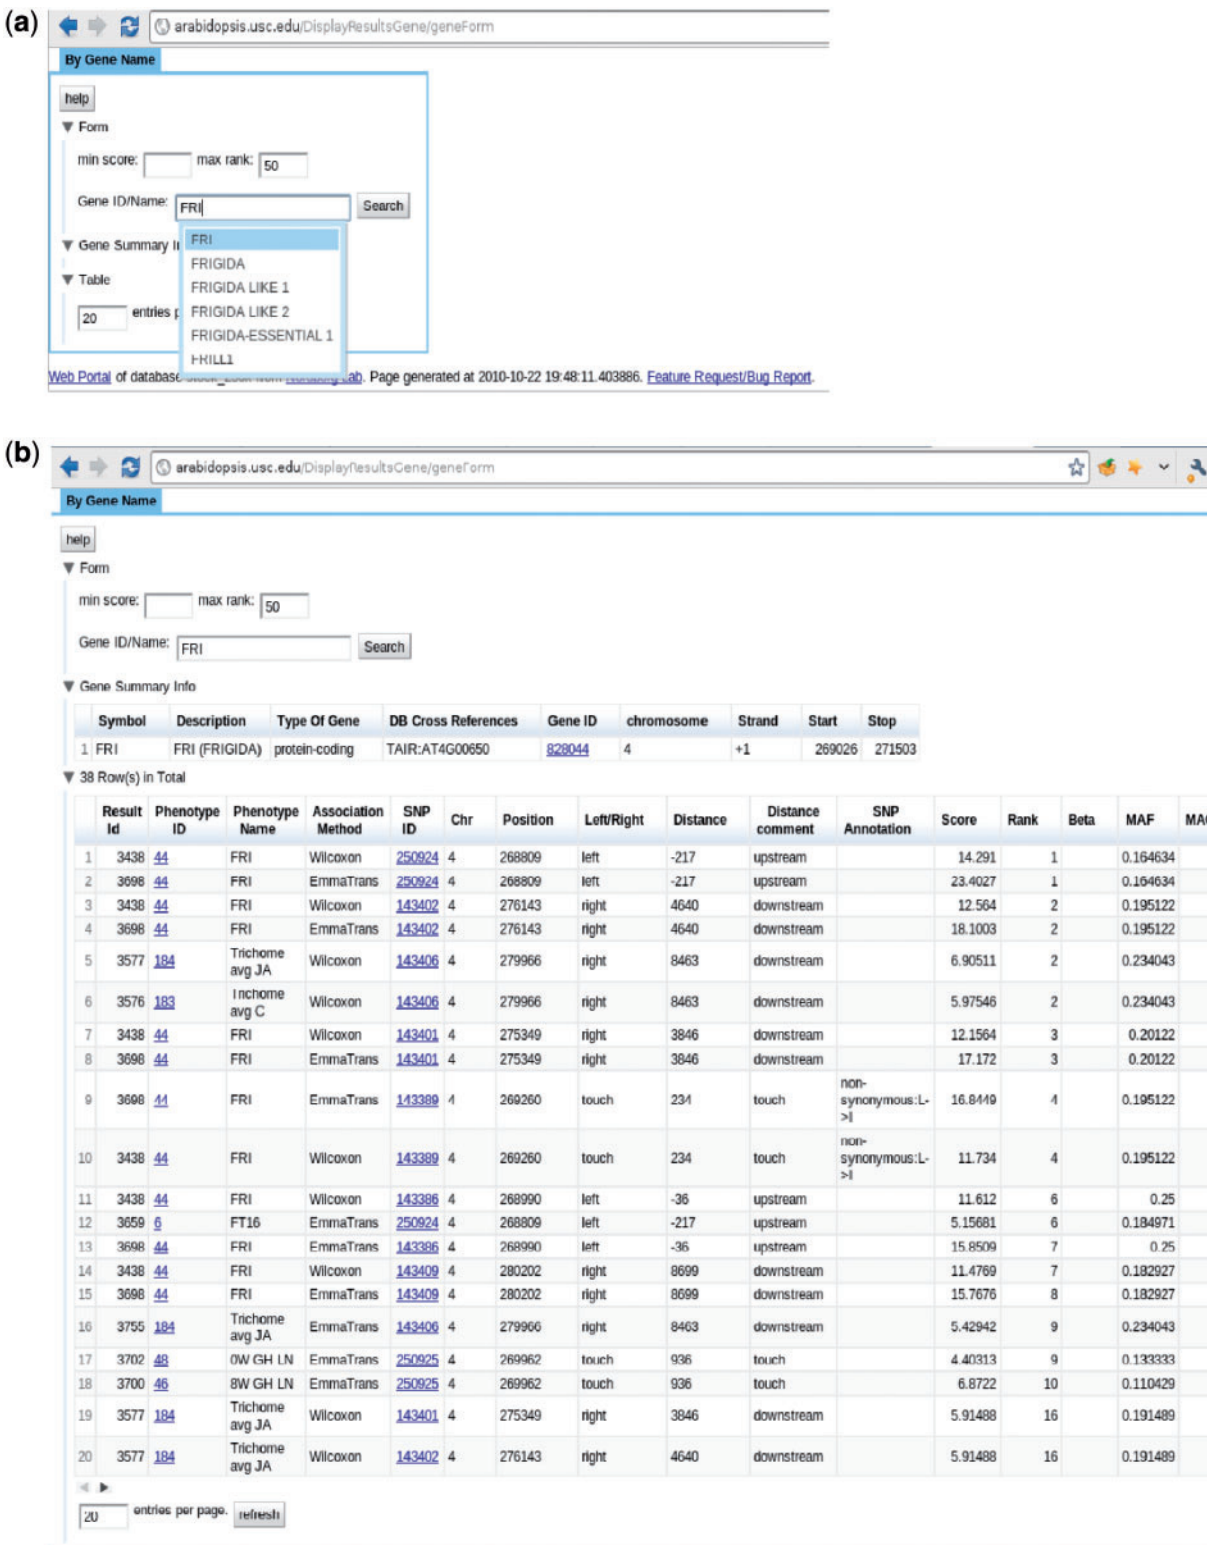 (a)
arabidopsis.usc.edu/DisplayResultsGene/geneForm
By Gene Name
help
▼ Form
min score: max rank: 50
Gene ID/Name: FRI Search
FRI
▼ Gene Summary I
FRIGIDA
▼ Table
FRIGIDA LIKE 1
20 entries p FRIGIDA LIKE 2
FRIGIDA-ESSENTIAL 1
FRILL1
Web Portal of database Lab. Page generated at 2010-10-22 19:48:11.403886. Feature Request/Bug Report.
(b)
arabidopsis.usc.edu/DisplayResultsGene/geneForm
By Gene Name
help
▼ Form
min score: max rank: 50
Gene ID/Name: FRI Search
▼ Gene Summary Info
Symbol Description Type Of Gene DB Cross References Gene ID chromosome Strand Start Stop
1 FRI FRI (FRIGIDA) protein-coding TAIR:AT4G00650 828044 4 +1 269026 271503
▼ 38 Row(s) in Total
Result Id Phenotype ID Phenotype Name Association Method SNP ID Chr Position Left/Right Distance Distance comment SNP Annotation Score Rank Beta MAF
1 3438 44 FRI Wilcoxon 250924 4 268809 left -217 upstream 14.291 1 0.164634
2 3698 44 FRI EmmaTrans 250924 4 268809 left -217 upstream 23.4027 1 0.164634
3 3438 44 FRI Wilcoxon 143402 4 276143 right 4640 downstream 12.564 2 0.195122
4 3698 44 FRI EmmaTrans 143402 4 276143 right 4640 downstream 18.1003 2 0.195122
5 3577 184 Trichome avg JA Wilcoxon 143406 4 279966 right 8463 downstream 6.90511 2 0.234043
6 3576 183 Trichome avg C Wilcoxon 143406 4 279966 right 8463 downstream 5.97546 2 0.234043
7 3438 44 FRI Wilcoxon 143401 4 275349 right 3846 downstream 12.1564 3 0.20122
8 3698 44 FRI EmmaTrans 143401 4 275349 right 3846 downstream 17.172 3 0.20122
9 3698 44 FRI EmmaTrans 143389 4 269260 touch 234 touch non-synonymous:L->I 16.8449 4 0.195122
10 3438 44 FRI Wilcoxon 143389 4 269260 touch 234 touch non-synonymous:L->I 11.734 4 0.195122
11 3438 44 FRI Wilcoxon 143386 4 268990 left -36 upstream 11.612 6 0.25
12 3659 6 FT16 EmmaTrans 250924 4 268809 left -217 upstream 5.15681 6 0.184971
13 3698 44 FRI EmmaTrans 143386 4 268990 left -36 upstream 15.8509 7 0.25
14 3438 44 FRI Wilcoxon 143409 4 280202 right 8699 downstream 11.4769 7 0.182927
15 3698 44 FRI EmmaTrans 143409 4 280202 right 8699 downstream 15.7676 8 0.182927
16 3755 184 Trichome avg JA EmmaTrans 143406 4 279966 right 8463 downstream 5.42942 9 0.234043
17 3702 48 0W GH LN EmmaTrans 250925 4 269962 touch 936 touch 4.40313 9 0.133333
18 3700 46 8W GH LN EmmaTrans 250925 4 269962 touch 936 touch 6.8722 10 0.110429
19 3577 184 Trichome avg JA Wilcoxon 143401 4 275349 right 3846 downstream 5.91488 16 0.191489
20 3577 184 Trichome avg JA Wilcoxon 143402 4 276143 right 4640 downstream 5.91488 16 0.191489
20 entries per page. refresh